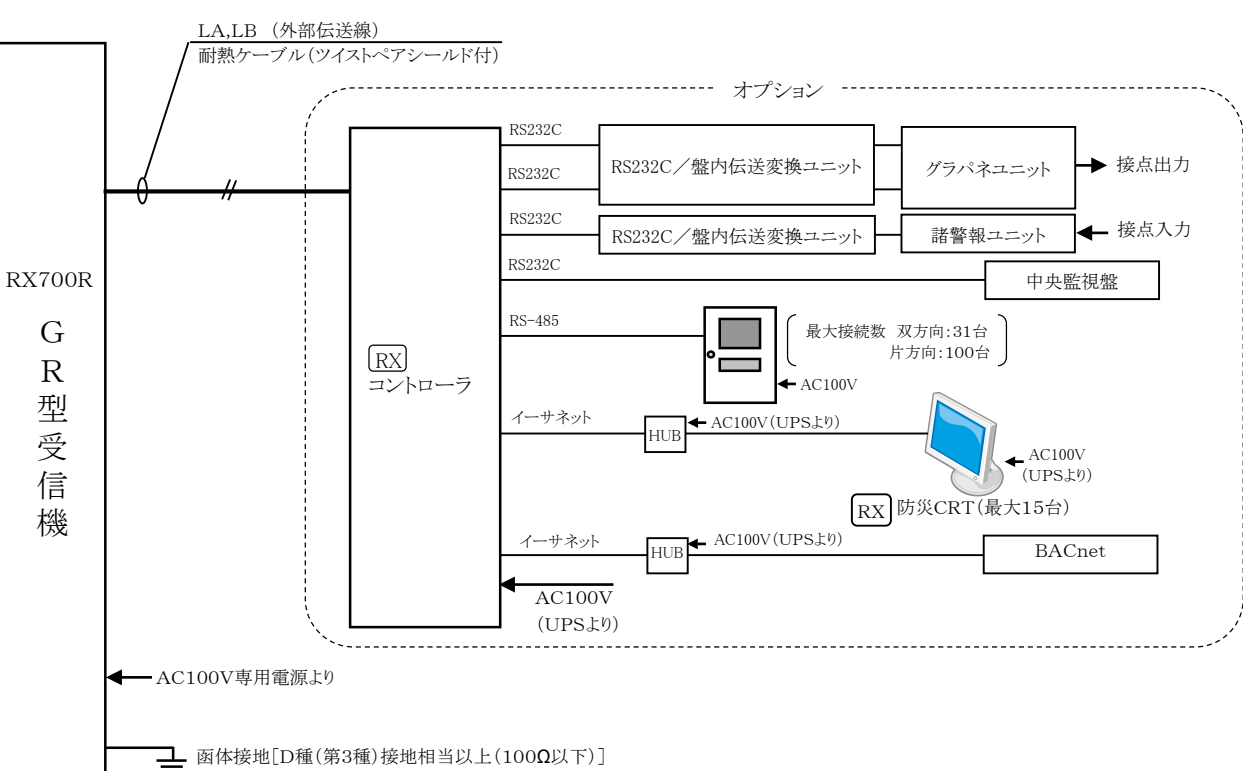 LA,LB （外部伝送線）
耐熱ケーブル（ツイストペアシールド付）
オプション
RX700R
GR型受信機
RX
コントローラ
RS232C
RS232C
RS232C／盤内伝送変換ユニット
グラパネユニット
接点出力
RS232C
RS232C／盤内伝送変換ユニット
諸警報ユニット
接点入力
RS232C
中央監視盤
RS-485
最大接続数 双方向：31台
片方向：100台
AC100V
イーサネット
HUB
AC100V（UPSより）
AC100V
（UPSより）
RX 防災CRT（最大15台）
イーサネット
HUB
AC100V（UPSより）
BACnet
AC100V
（UPSより）
AC100V専用電源より
函体接地［D種（第3種）接地相当以上（100Ω以下）］